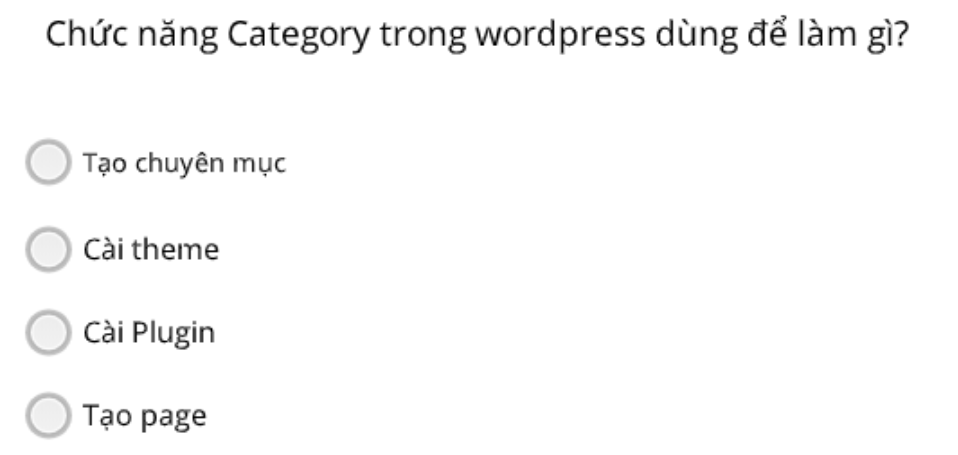 Chức năng Category trong wordpress dùng để làm gì?
Tạo chuyên mục
Cài theme
Cài Plugin
Tạo page